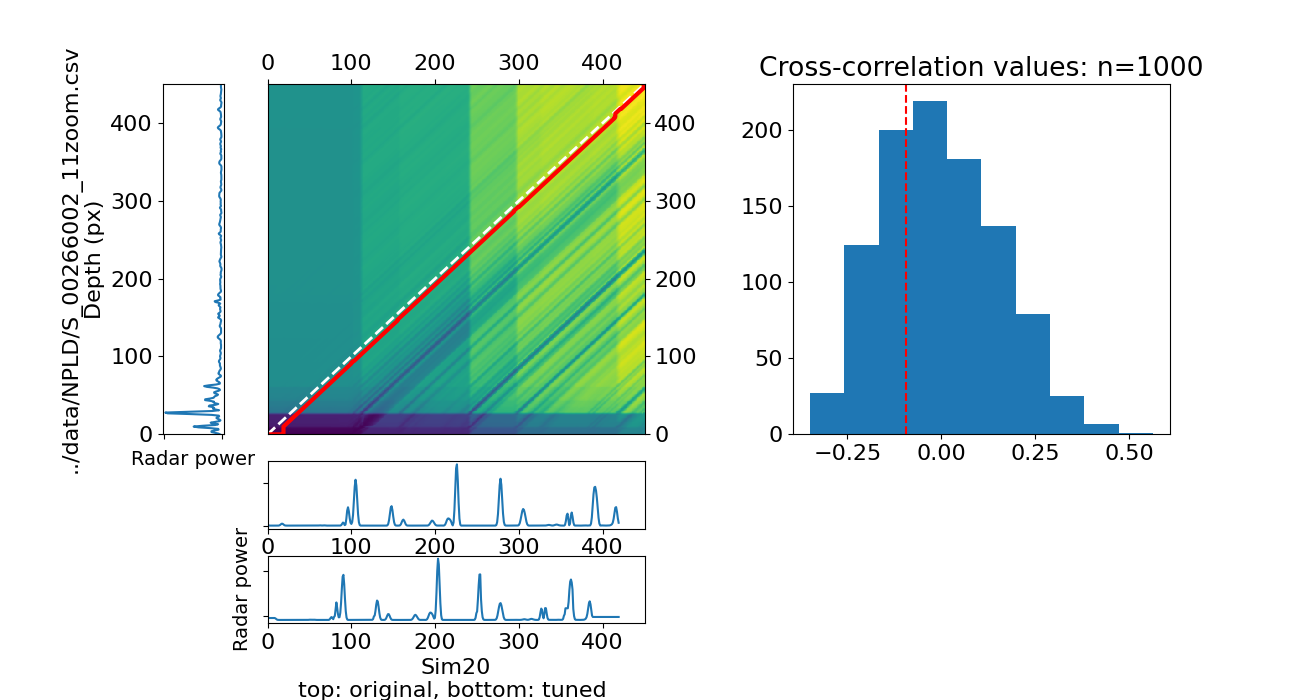 ../data/NPLD/S_00266002_11zoom.csv
Depth (px)
400
300
200
100
0
Radar power
0 100 200 300 400
400
300
200
100
0
Cross-correlation values: n=1000
200
150
100
50
0
−0.25 0.00 0.25 0.50
0 100 200 300 400
Radar power
0 100 200 300 400
Sim20
top: original, bottom: tuned